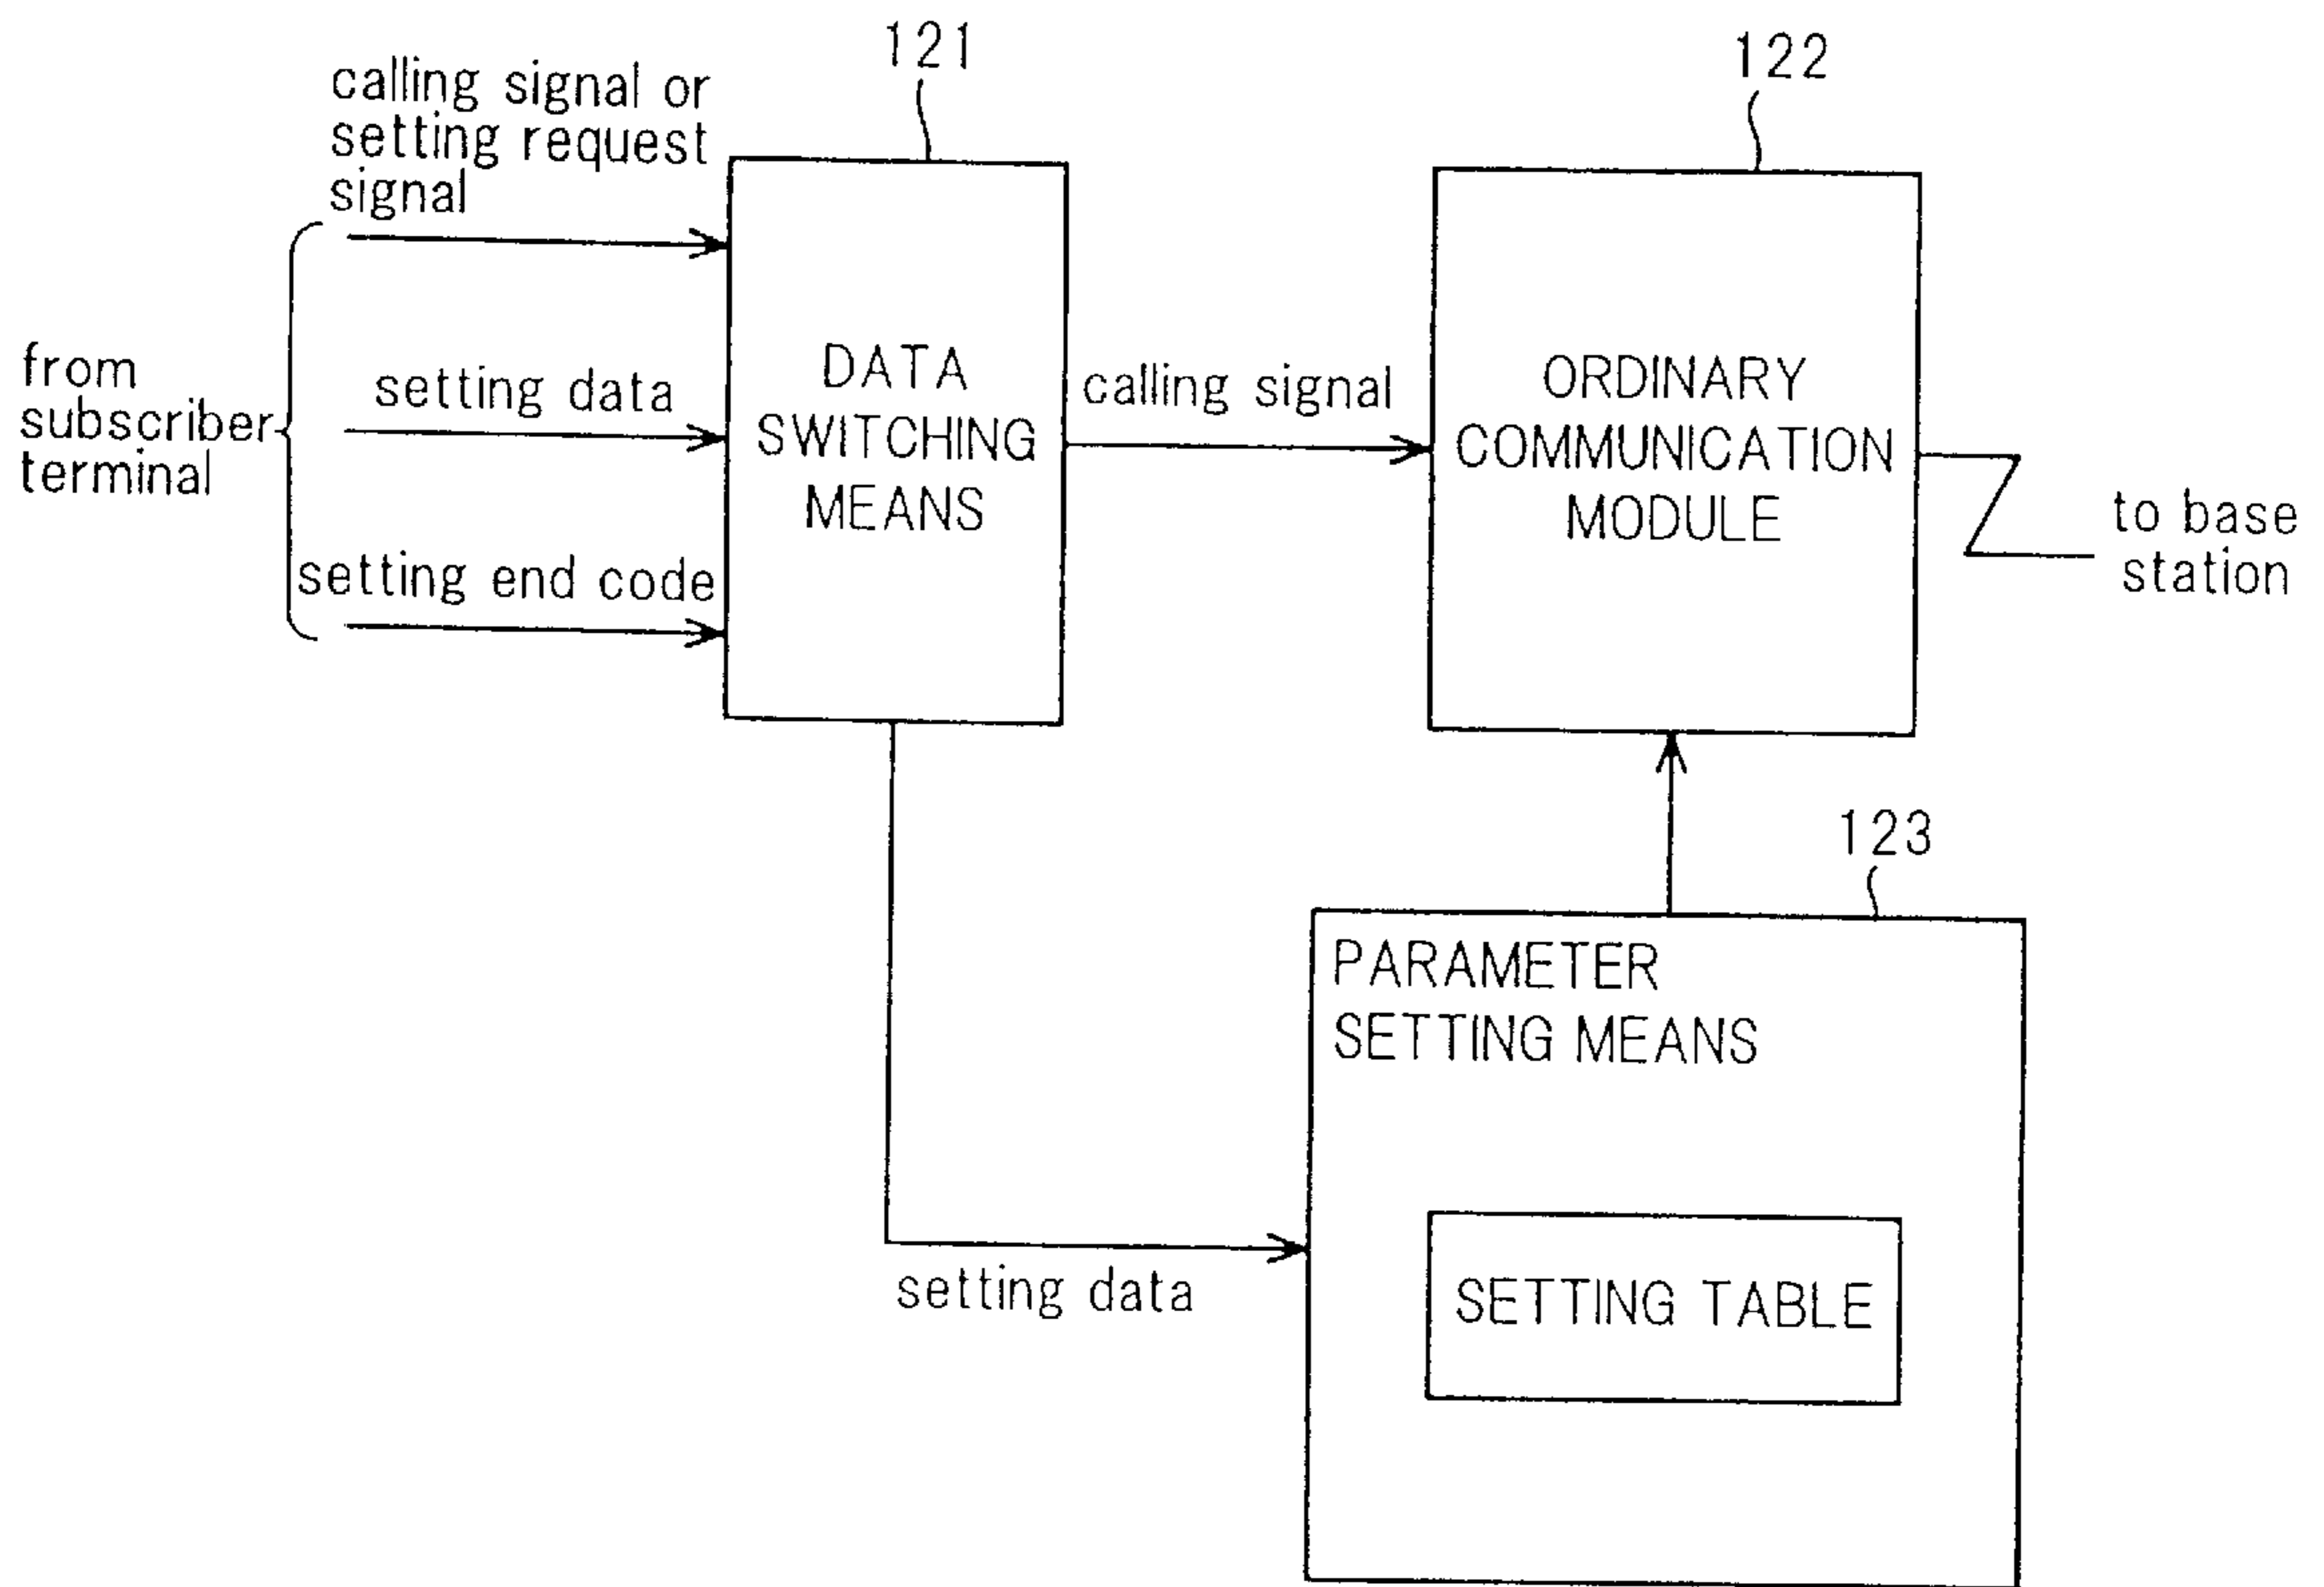 121
122
calling signal or
setting request
signal
from
subscriber
terminal
setting data
setting end code
DATA
SWITCHING
MEANS
calling signal
ORDINARY
COMMUNICATION
MODULE
to base
station
123
PARAMETER
SETTING MEANS
SETTING TABLE
setting data